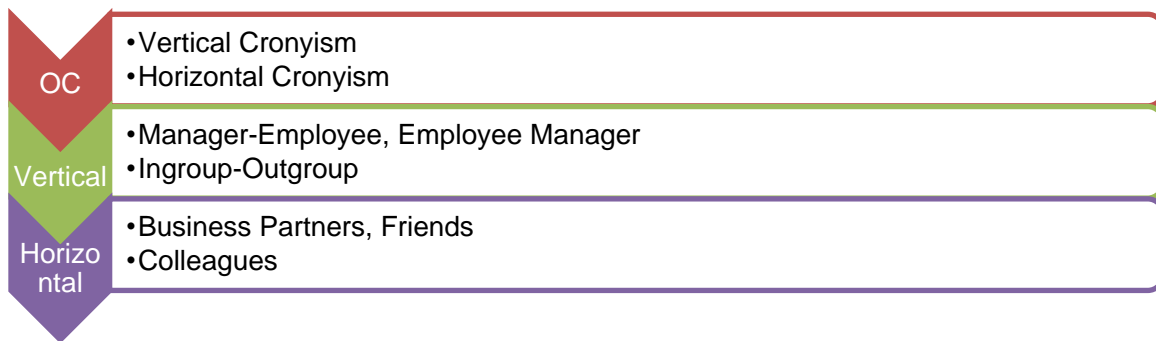 OC
•Vertical Cronyism
•Horizontal Cronyism
Vertical
•Manager-Employee, Employee Manager
•Ingroup-Outgroup
Horizo
ntal
•Business Partners, Friends
•Colleagues